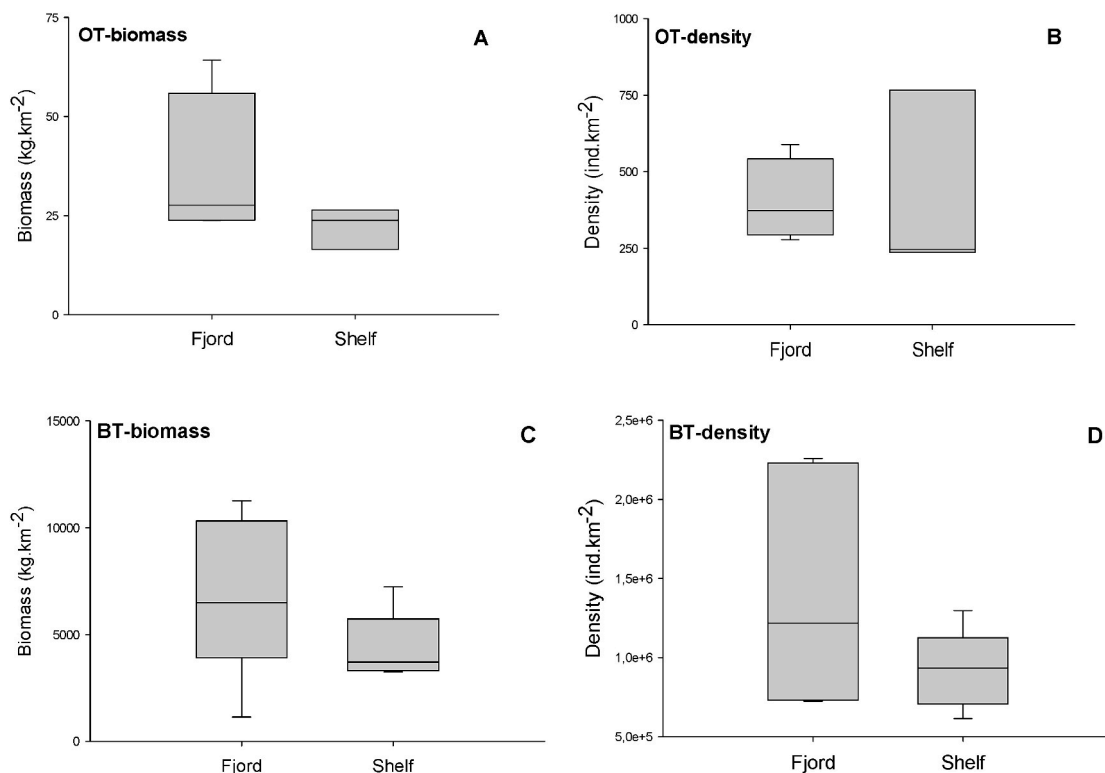 OT-biomass
A
Biomass (kg.km-2)
75
50
25
0
Fjord
Shelf
OT-density
B
Density (ind.km-2)
1000
750
500
250
0
Fjord
Shelf
BT-biomass
C
Biomass (kg.km-2)
15000
10000
5000
0
Fjord
Shelf
BT-density
D
Density (ind.km-2)
2,5e+6
2,0e+6
1,5e+6
1,0e+6
5,0e+5
Fjord
Shelf